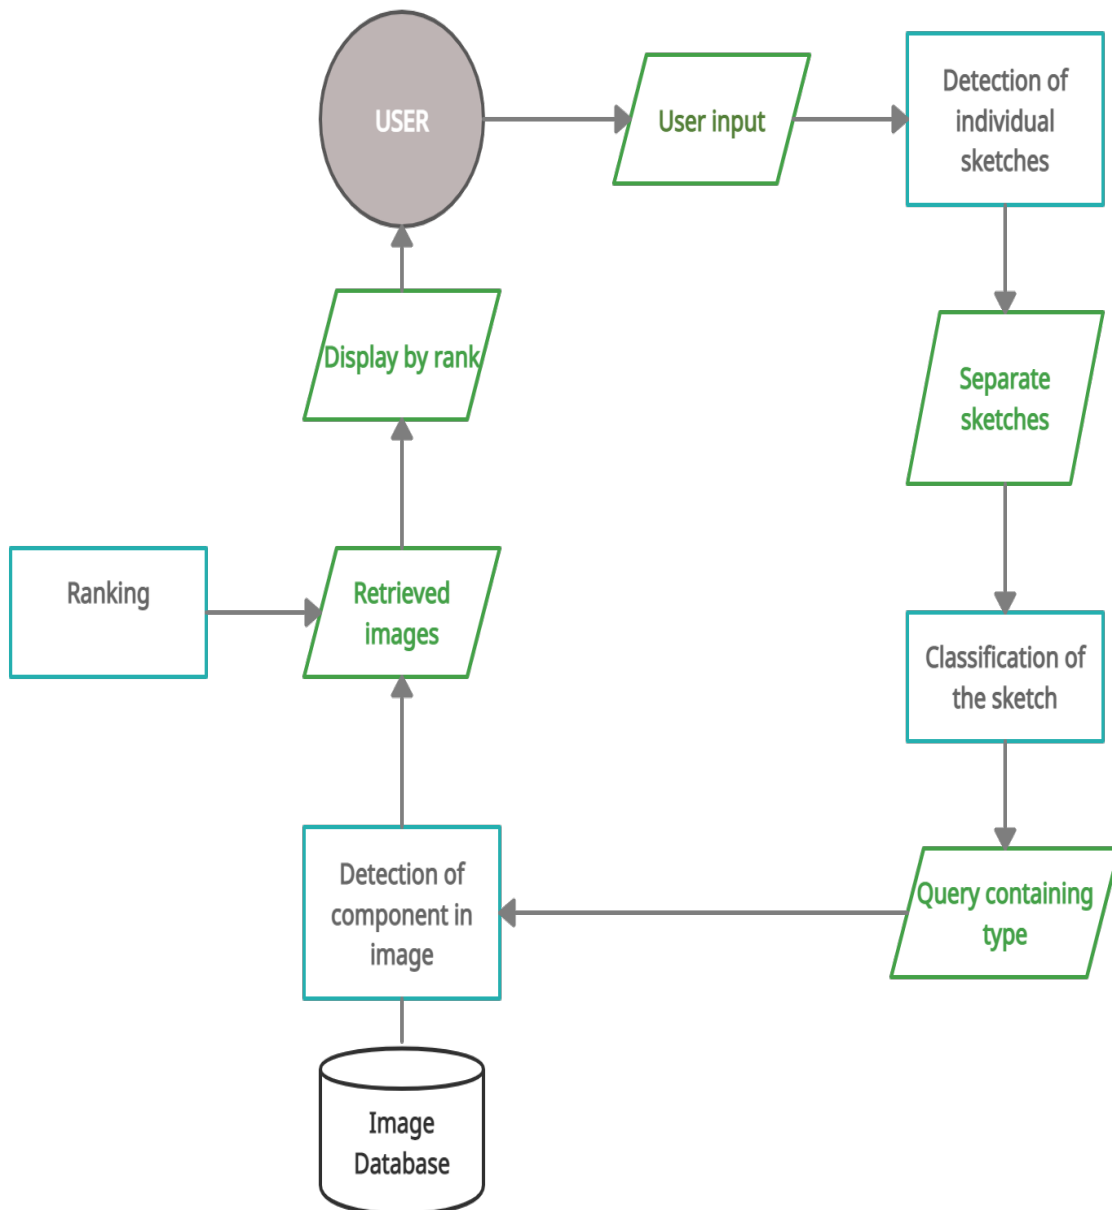 USER
User input
Detection of
individual
sketches
Display by rank
Separate
sketches
Ranking
Retrieved
images
Classification of
the sketch
Detection of
component in
image
Query containing
type
Image
Database